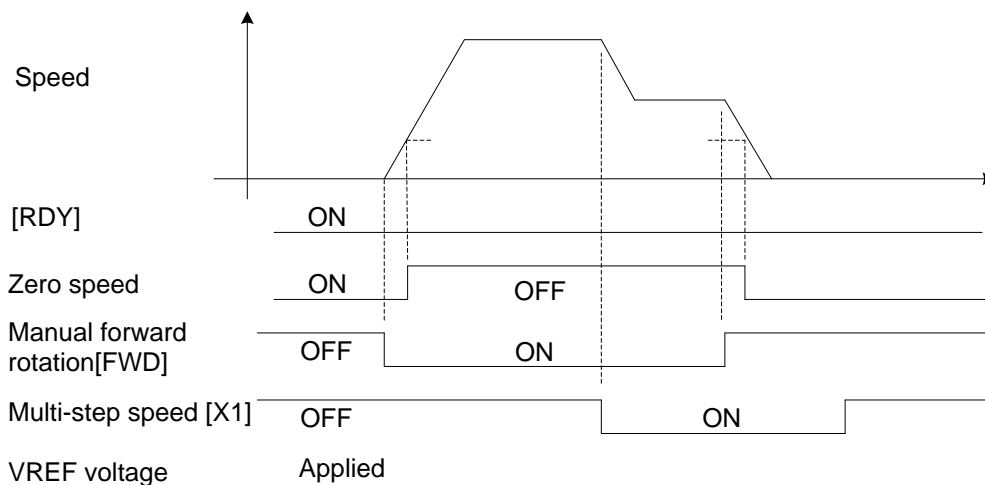 Speed
[RDY]
ON
Zero speed
ON
OFF
Manual forward
rotation[FWD]
OFF
ON
Multi-step speed [X1]
OFF
ON
VREF voltage
Applied